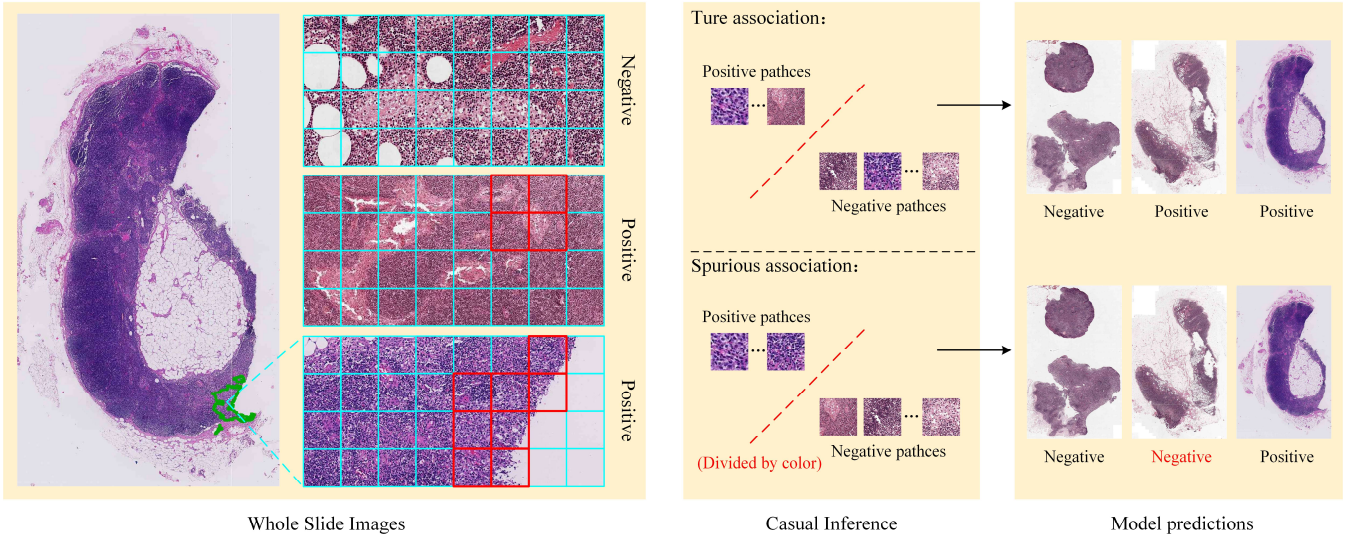 Negative
Positive
Positive
Whole Slide Images
Ture association:
Positive pathces
Negative pathces
Spurious association:
Positive pathces
Negative pathces
(Divided by color)
Casual Inference
Negative
Positive
Positive
Negative
Negative
Positive
Model predictions